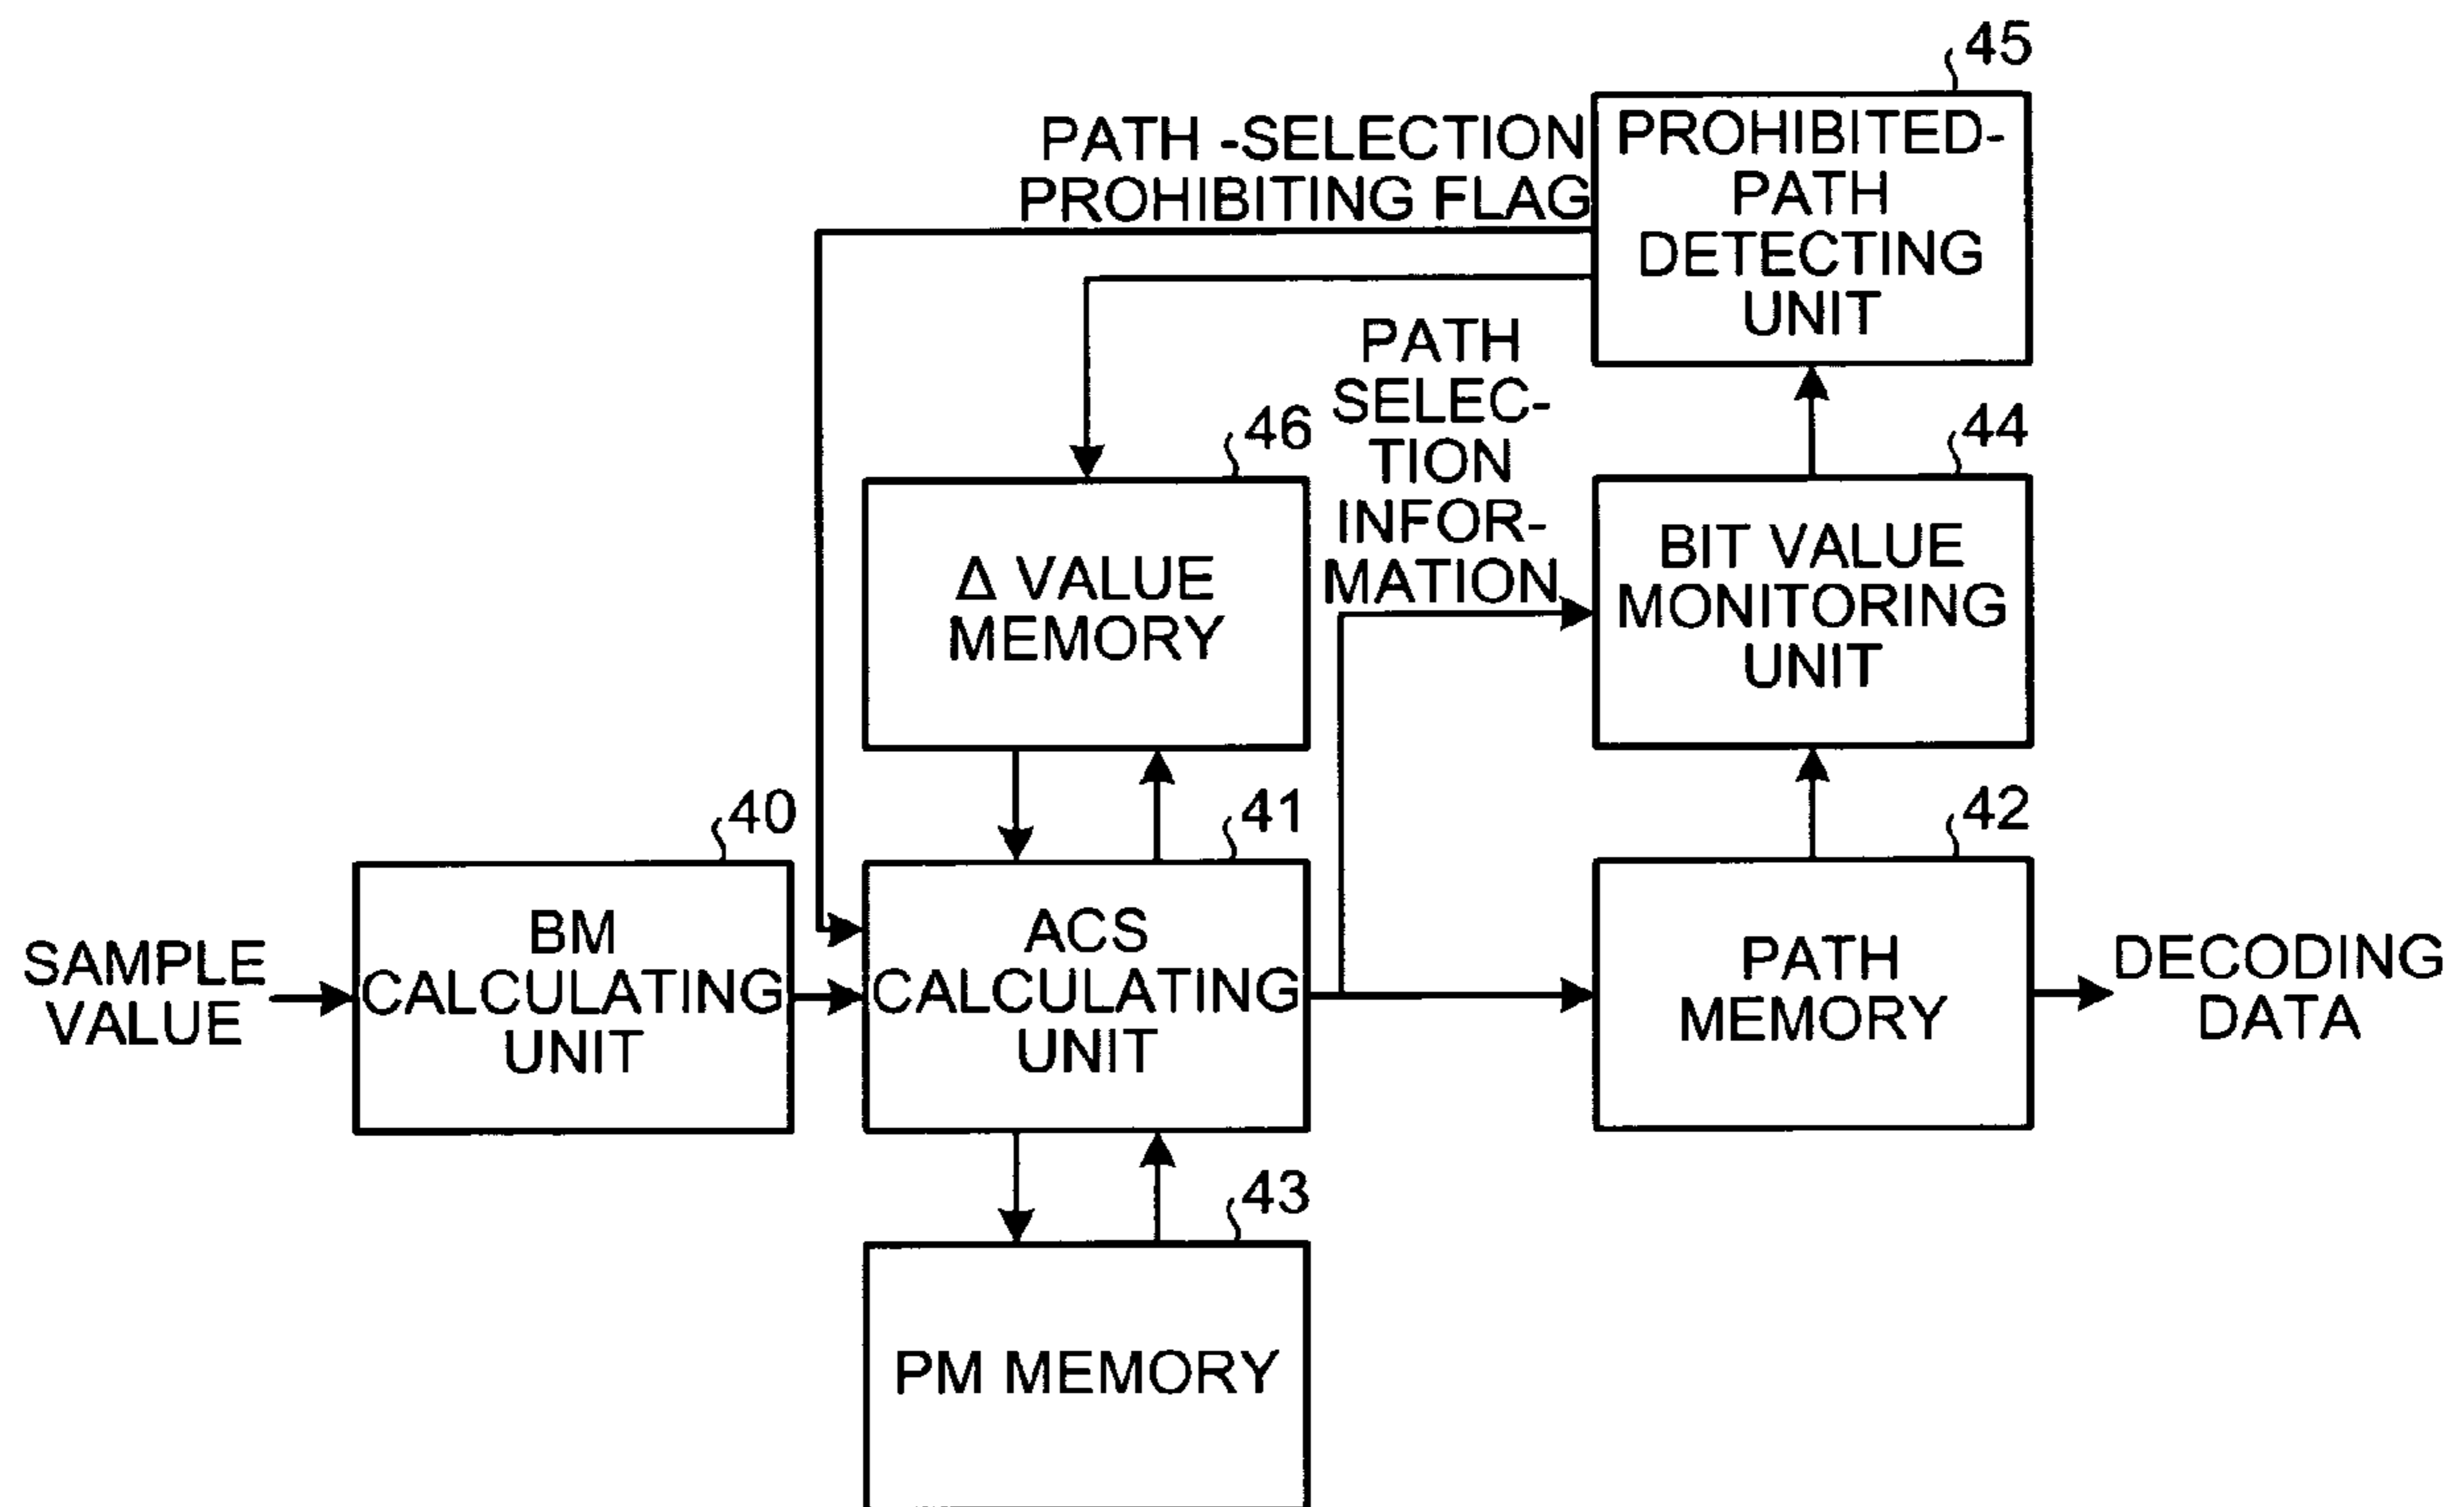 45
PATH -SELECTION
PROHIBITING FLAG
PROHIBITED-
PATH
DETECTING
UNIT
PATH
SELEC-
TION
INFOR-
MATION
46
Δ VALUE
MEMORY
44
BIT VALUE
MONITORING
UNIT
SAMPLE
VALUE
40
BM
CALCULATING
UNIT
41
ACS
CALCULATING
UNIT
42
PATH
MEMORY
DECODING
DATA
43
PM MEMORY